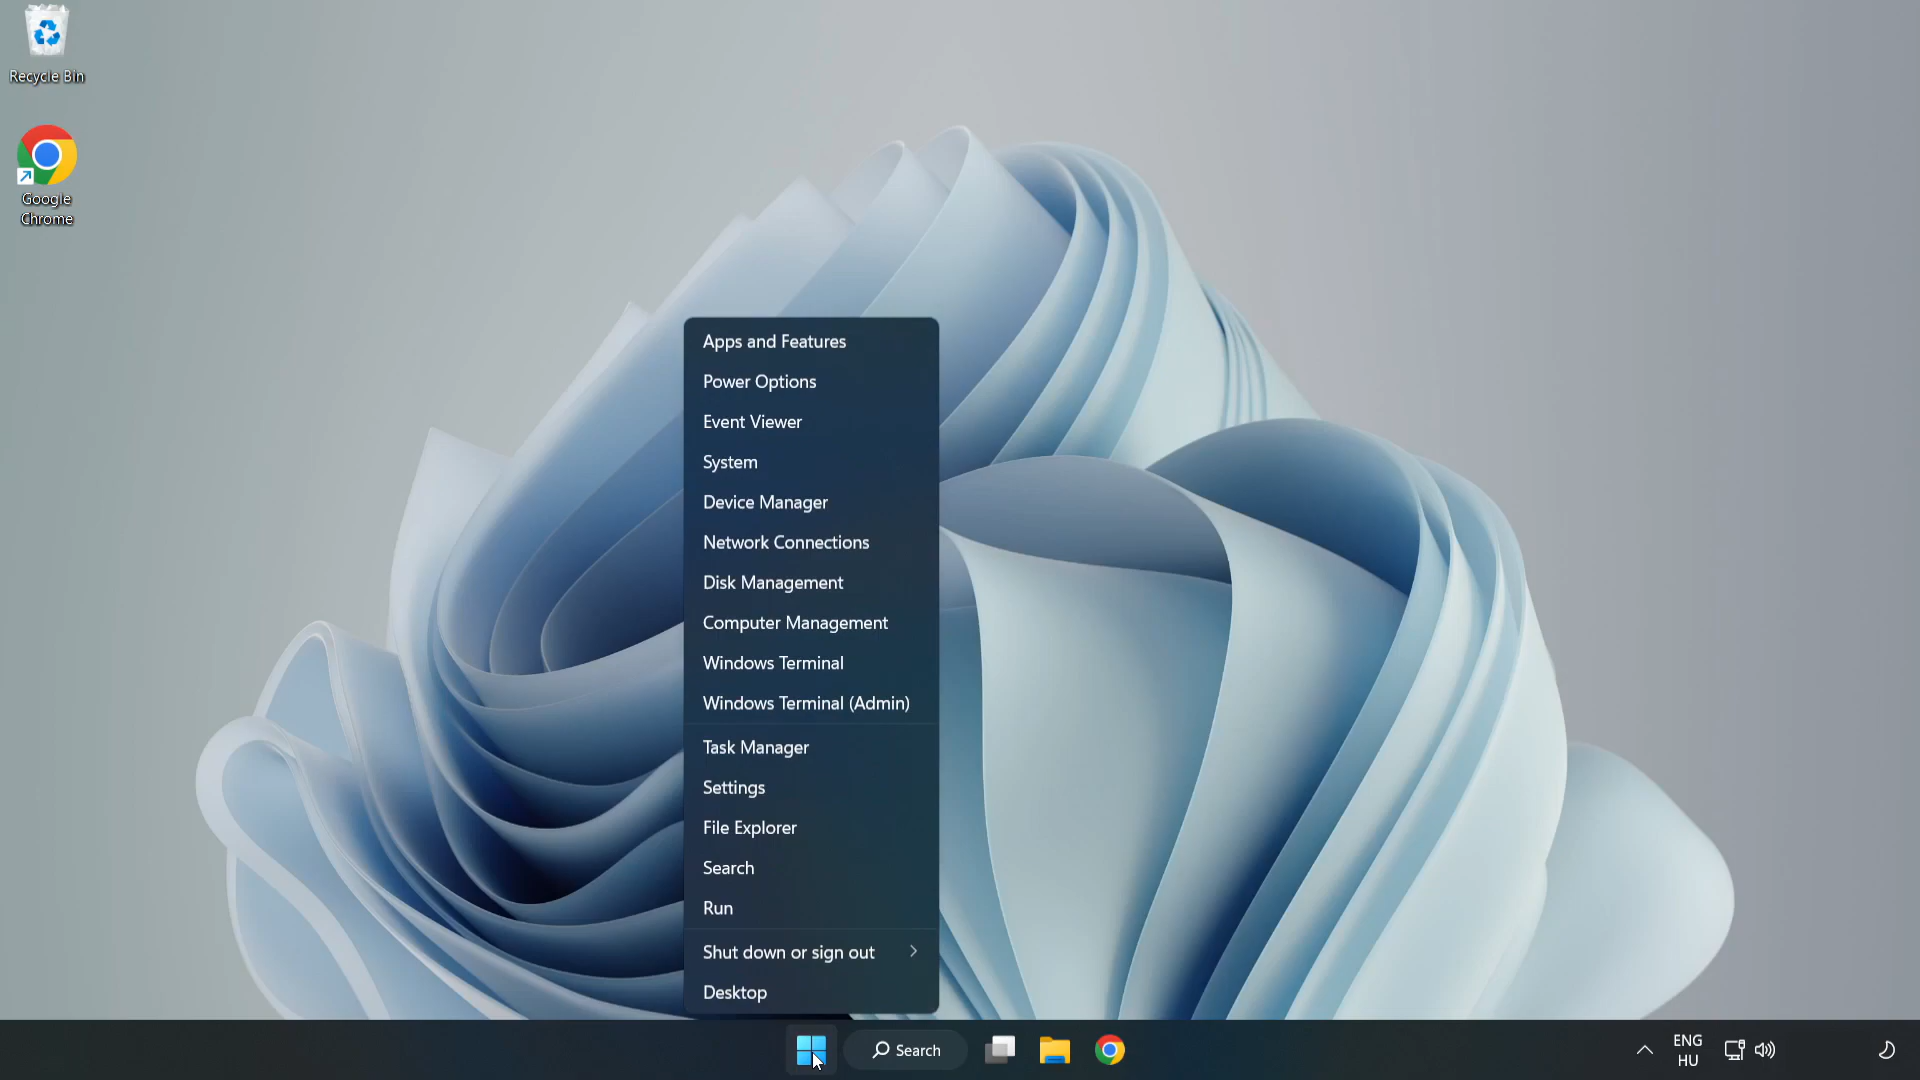 Recycle Bin
Google
Chrome
Apps and Features
Power Options
Event Viewer
System
Device Manager
Network Connections
Disk Management
Computer Management
Windows Terminal
Windows Terminal (Admin)
Task Manager
Settings
File Explorer
Search
Run
Shut down or sign out
Desktop
Search
ENG
HU